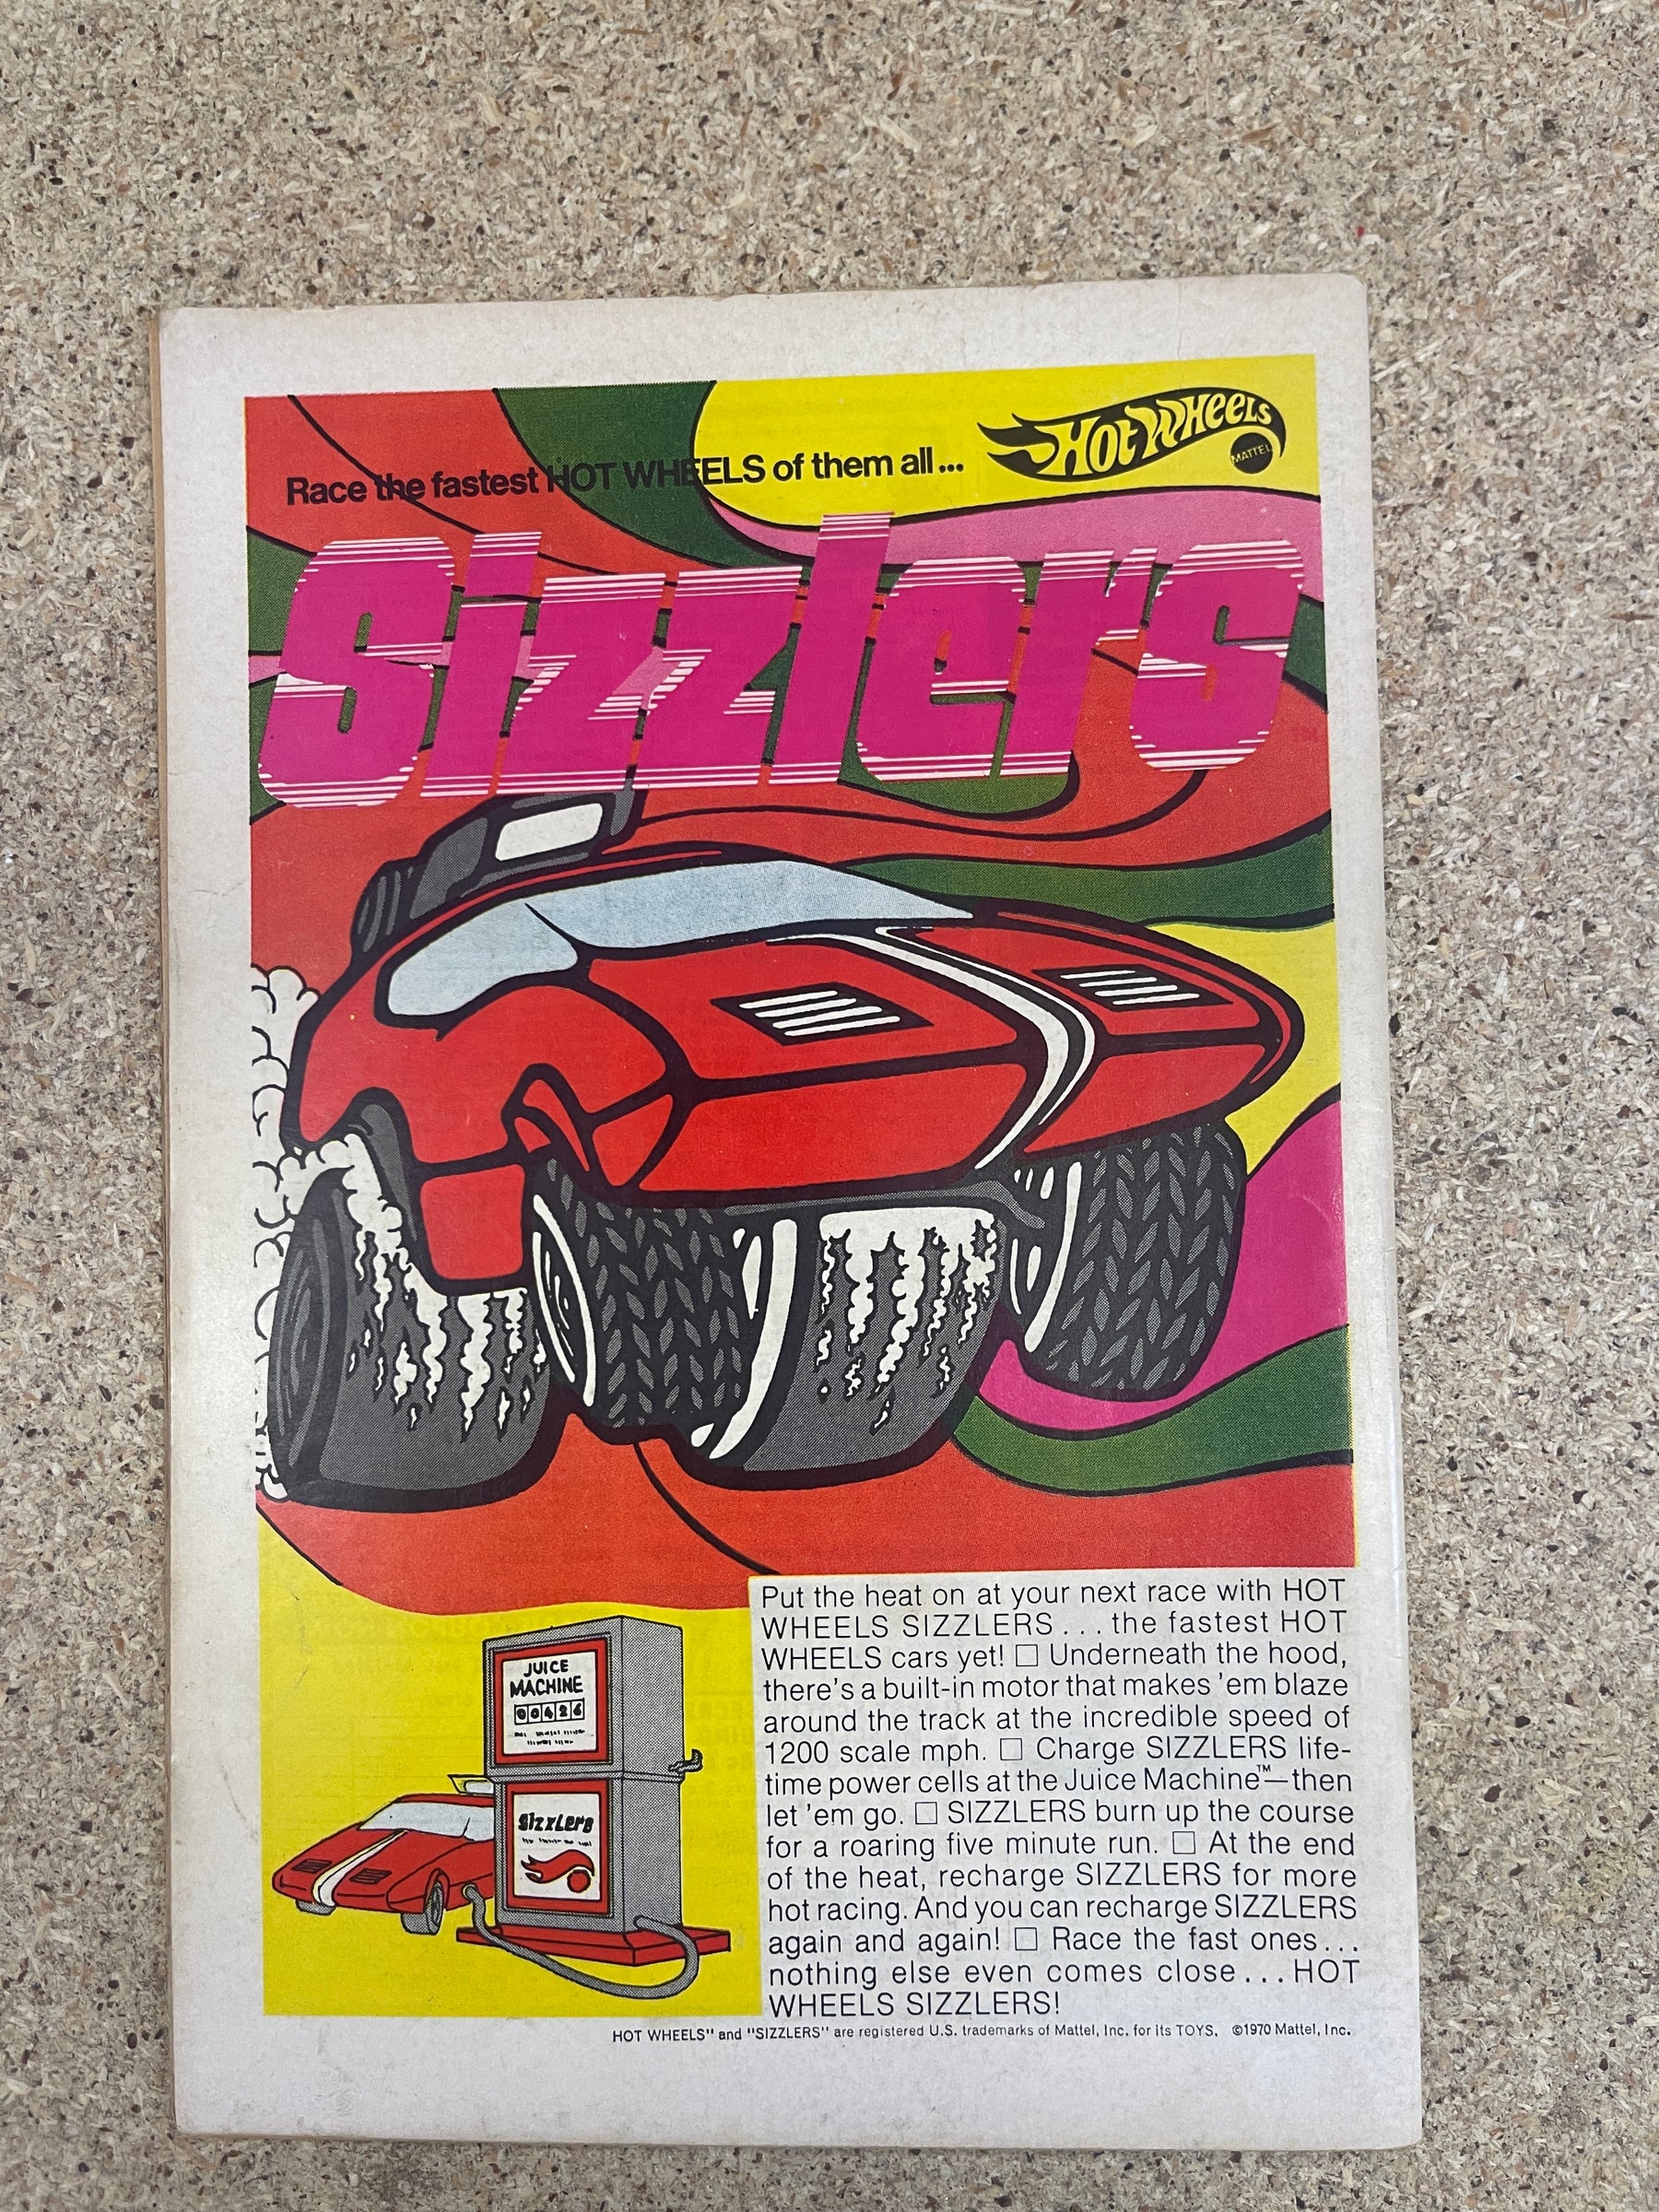 Race the fastest HOT WHEELS of them all...
Hot Wheels
MATTEL
Sizzlers
JUICE
MACHINE
00426
Sizzlers
Put the heat on at your next race with HOT
WHEELS SIZZLERS...the fastest HOT
WHEELS cars yet! □ Underneath the hood,
there's a built-in motor that makes 'em blaze
around the track at the incredible speed of
1200 scale mph. □ Charge SIZZLERS life-
time power cells at the Juice Machine™—then
let 'em go. □ SIZZLERS burn up the course
for a roaring five minute run. □ At the end
of the heat, recharge SIZZLERS for more
hot racing. And you can recharge SIZZLERS
again and again! □ Race the fast ones...
nothing else even comes close...HOT
WHEELS SIZZLERS!
HOT WHEELS" and "SIZZLERS" are registered U.S. trademarks of Mattel, Inc. for its TOYS. ©1970 Mattel, Inc.